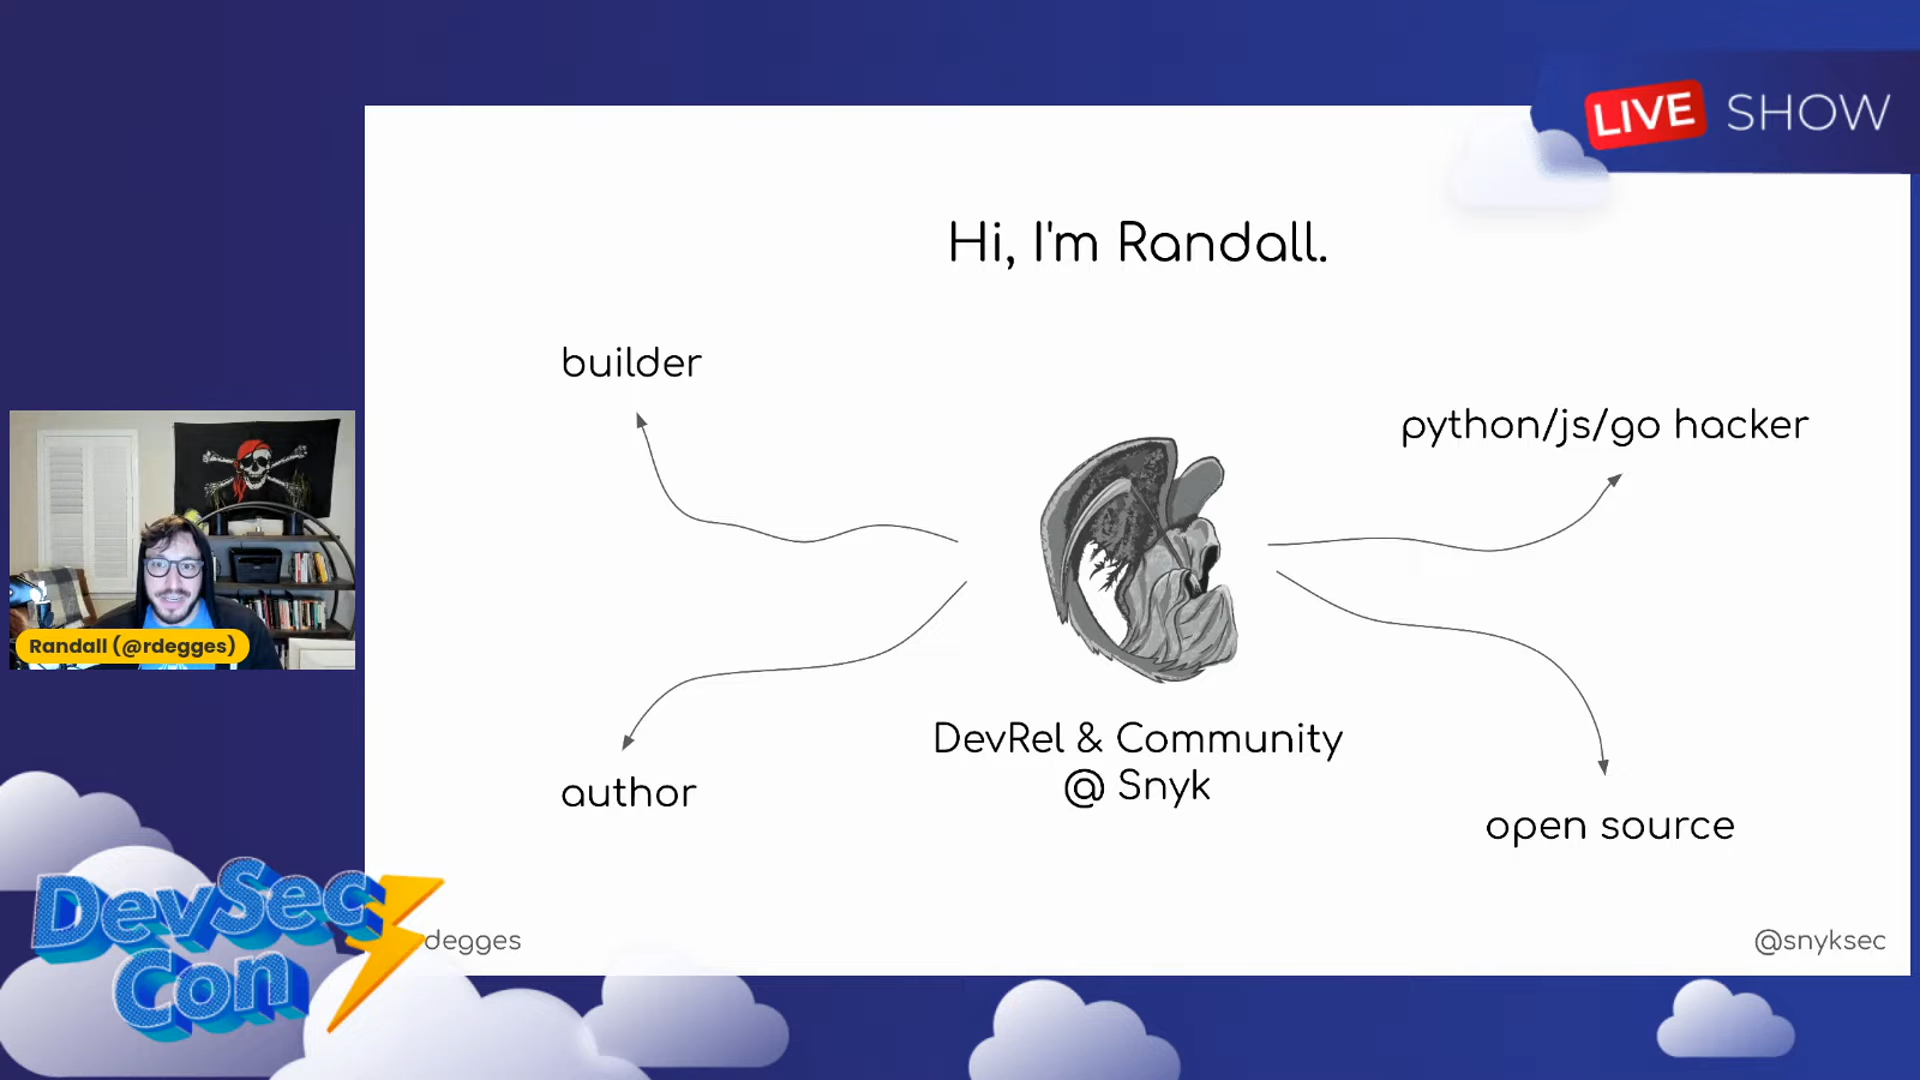 LIVE SHOW
Hi, I'm Randall.
builder
python/js/go hacker
Randall (@rdegges)
DevRel & Community
@ Snyk
author
open source
DevSec
Con
degges
@snyksec